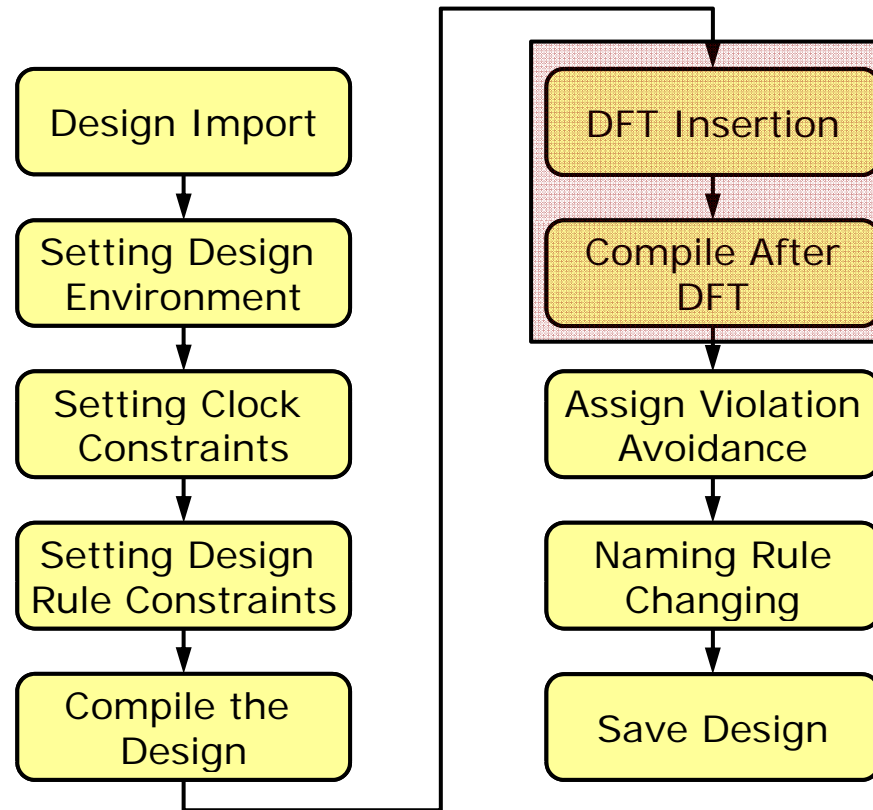 Design Import
Setting Design
Environment
Setting Clock
Constraints
Setting Design
Rule Constraints
Compile the
Design
DFT Insertion
Compile After
DFT
Assign Violation
Avoidance
Naming Rule
Changing
Save Design